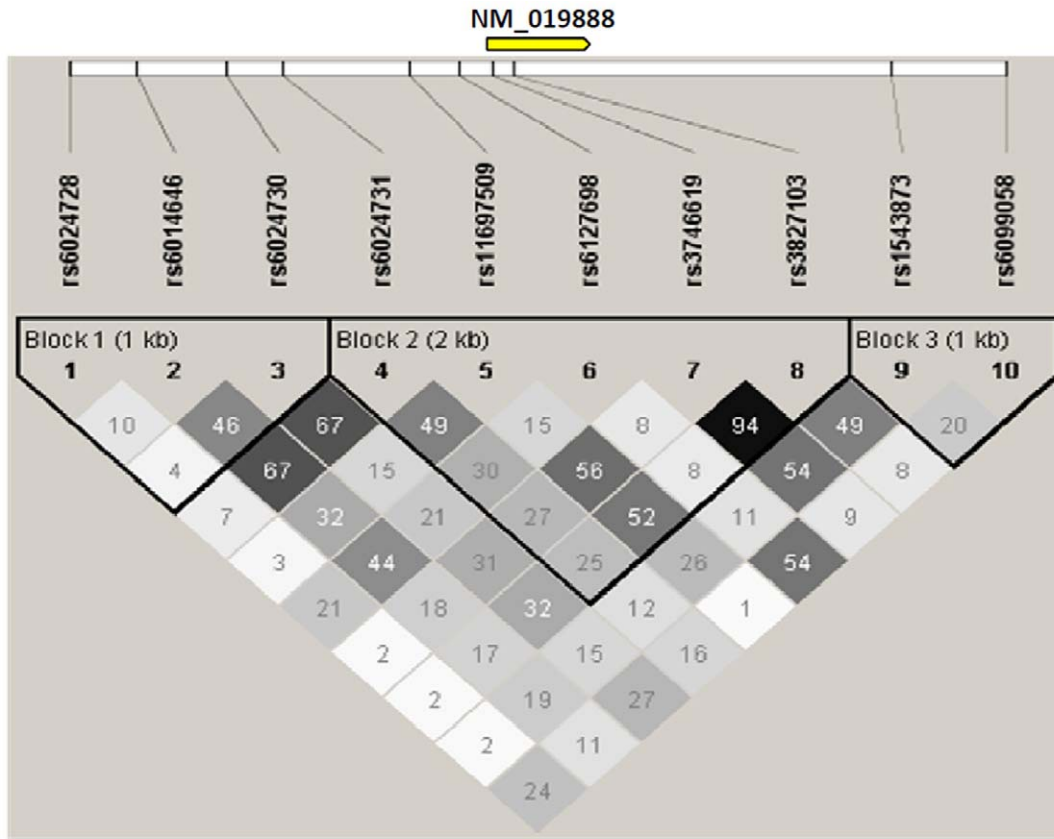 NM_019888
rs6024728 rs6014646 rs6024730 rs6024731 rs11697509 rs6127698 rs3746619 rs3827103 rs1543873 rs6099058
Block 1 (1 kb) Block 2 (2 kb) Block 3 (1 kb)
1 2 3 4 5 6 7 8 9 10
10 46 67 49 15 8 94 49 20
4 67 15 30 56 8 54 8
7 32 21 27 52 11 9
3 44 31 25 26 54
21 18 32 12 1
2 17 15 16
2 19 27
2 11
24